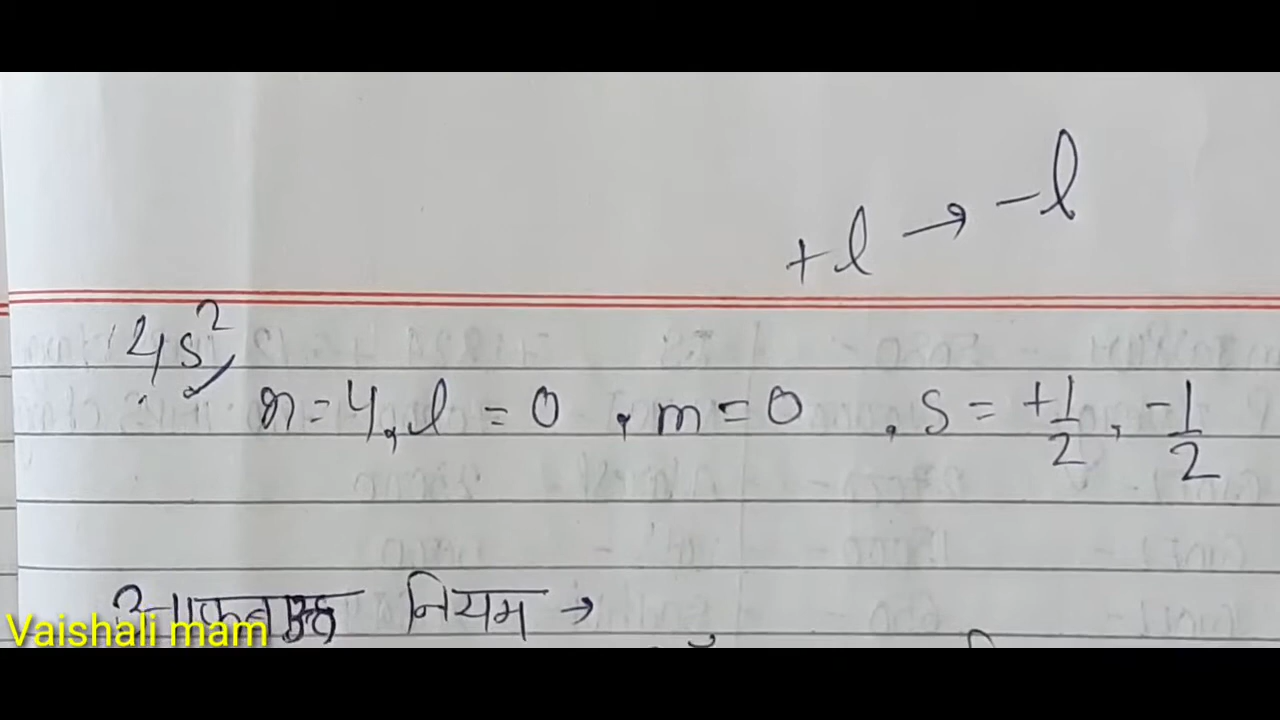 +l → -l
4s²
n = 4, l = 0, m = 0, s = +1/2, -1/2
नियम →
Vaishali mam